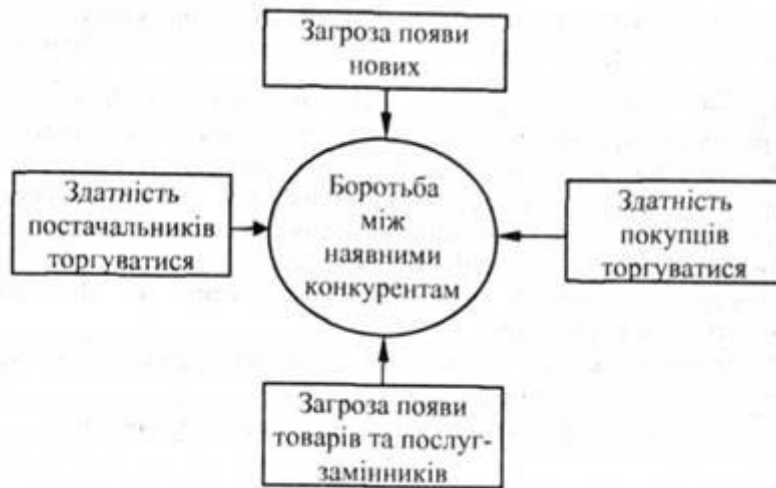 Загроза появи
нових
Здатність
постачальників
торгуватися
Боротьба
між
наявними
конкурентам
Здатність
покупців
торгуватися
Загроза появи
товарів та послуг-
замінників